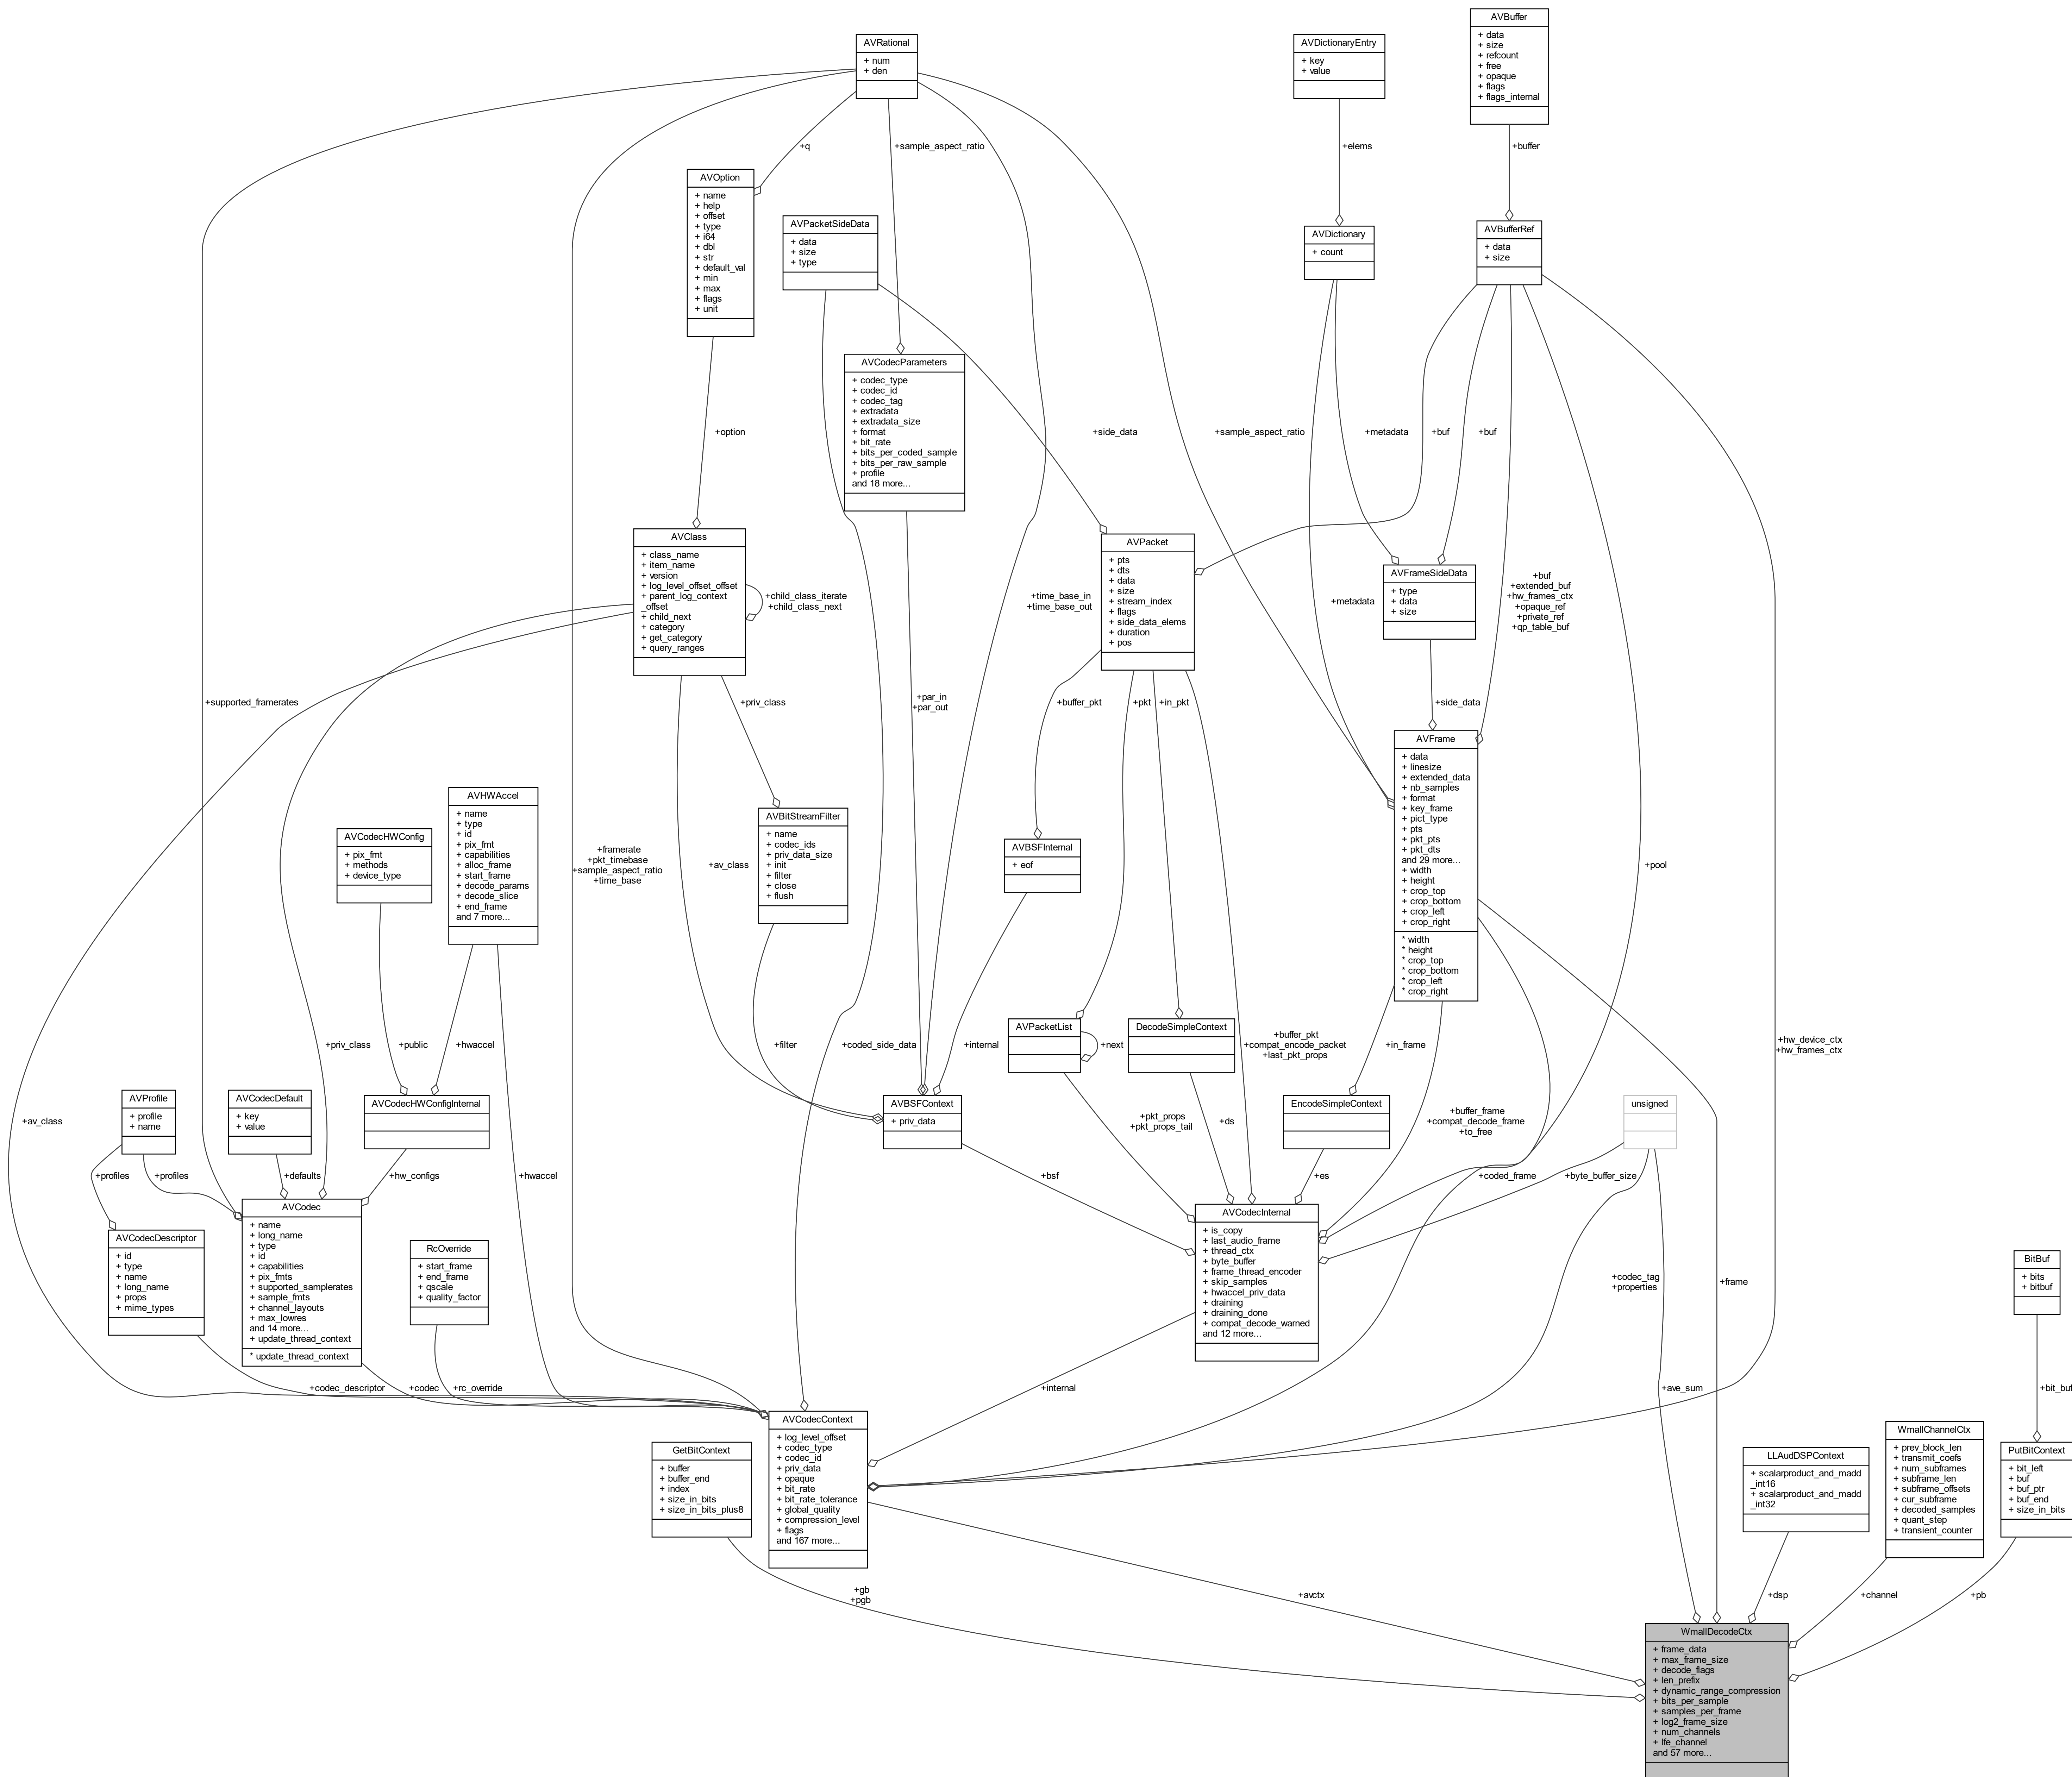 AVBuffer
+ data
+ size
+ refcount
+ free
+ opaque
+ flags
+ flags_internal
AVRational
+ num
+ den
AVDictionaryEntry
+ key
+ value
+q
+sample_aspect_ratio
+elems
+buffer
AVOption
+ name
+ help
+ offset
+ type
+ i64
+ dbl
+ str
+ default_val
+ min
+ max
+ flags
+ unit
AVPacketSideData
+ data
+ size
+ type
AVDictionary
+ count
AVBufferRef
+ data
+ size
AVCodecParameters
+ codec_type
+ codec_id
+ codec_tag
+ extradata
+ extradata_size
+ format
+ bit_rate
+ bits_per_coded_sample
+ bits_per_raw_sample
+ profile
and 18 more...
+option
+side_data
+sample_aspect_ratio
+metadata
+buf
+buf
AVClass
+ class_name
+ item_name
+ version
+ log_level_offset_offset
+ parent_log_context
_offset
+ child_next
+ category
+ get_category
+ query_ranges
+child_class_iterate
+child_class_next
+time_base_in
+time_base_out
AVPacket
+ pts
+ dts
+ data
+ size
+ stream_index
+ flags
+ side_data_elems
+ duration
+ pos
+metadata
AVFrameSideData
+ type
+ data
+ size
+buf
+extended_buf
+hw_frames_ctx
+opaque_ref
+private_ref
+qp_table_buf
+supported_framerates
+priv_class
+par_in
+par_out
+buffer_pkt
+pkt
+in_pkt
+side_data
AVFrame
+ data
+ linesize
+ extended_data
+ nb_samples
+ format
+ key_frame
+ pict_type
+ pts
+ pkt_pts
+ pkt_dts
and 29 more...
+ width
+ height
+ crop_top
+ crop_bottom
+ crop_left
+ crop_right
* width
* height
* crop_top
* crop_bottom
* crop_left
* crop_right
AVHWAccel
+ name
+ type
+ id
+ pix_fmt
+ capabilities
+ alloc_frame
+ start_frame
+ decode_params
+ decode_slice
+ end_frame
and 7 more...
AVCodecHWConfig
+ pix_fmt
+ methods
+ device_type
+framerate
+pkt_timebase
+sample_aspect_ratio
+time_base
+av_class
AVBitStreamFilter
+ name
+ codec_ids
+ priv_data_size
+ init
+ filter
+ close
+ flush
AVBSFInternal
+ eof
+pool
+priv_class
+public
+hwaccel
+filter
+coded_side_data
+internal
AVPacketList
+next
DecodeSimpleContext
+buffer_pkt
+compat_encode_packet
+last_pkt_props
+in_frame
+hw_device_ctx
+hw_frames_ctx
+av_class
AVProfile
+ profile
+ name
AVCodecDefault
+ key
+ value
AVCodecHWConfigInternal
AVBSFContext
+ priv_data
+pkt_props
+pkt_props_tail
+ds
EncodeSimpleContext
+buffer_frame
+compat_decode_frame
+to_free
unsigned
+profiles
+profiles
+defaults
+hw_configs
+hwaccel
+bsf
+es
+coded_frame
+byte_buffer_size
AVCodecDescriptor
+ id
+ type
+ name
+ long_name
+ props
+ mime_types
AVCodec
+ name
+ long_name
+ type
+ id
+ capabilities
+ pix_fmts
+ supported_samplerates
+ sample_fmts
+ channel_layouts
+ max_lowres
and 14 more...
+ update_thread_context
* update_thread_context
RcOverride
+ start_frame
+ end_frame
+ qscale
+ quality_factor
AVCodecInternal
+ is_copy
+ last_audio_frame
+ thread_ctx
+ byte_buffer
+ frame_thread_encoder
+ skip_samples
+ hwaccel_priv_data
+ draining
+ draining_done
+ compat_decode_warned
and 12 more...
+codec_tag
+properties
+frame
BitBuf
+ bits
+ bitbuf
+codec_descriptor
+codec
+rc_override
+internal
+ave_sum
+bit_buf
GetBitContext
+ buffer
+ buffer_end
+ index
+ size_in_bits
+ size_in_bits_plus8
AVCodecContext
+ log_level_offset
+ codec_type
+ codec_id
+ priv_data
+ opaque
+ bit_rate
+ bit_rate_tolerance
+ global_quality
+ compression_level
+ flags
and 167 more...
LLAudDSPContext
+ scalarproduct_and_madd
_int16
+ scalarproduct_and_madd
_int32
WmallChannelCtx
+ prev_block_len
+ transmit_coefs
+ num_subframes
+ subframe_len
+ subframe_offsets
+ cur_subframe
+ decoded_samples
+ quant_step
+ transient_counter
PutBitContext
+ bit_left
+ buf
+ buf_ptr
+ buf_end
+ size_in_bits
+gb
+pgb
+avctx
+dsp
+channel
+pb
WmallDecodeCtx
+ frame_data
+ max_frame_size
+ decode_flags
+ len_prefix
+ dynamic_range_compression
+ bits_per_sample
+ samples_per_frame
+ log2_frame_size
+ num_channels
+ lfe_channel
and 57 more...